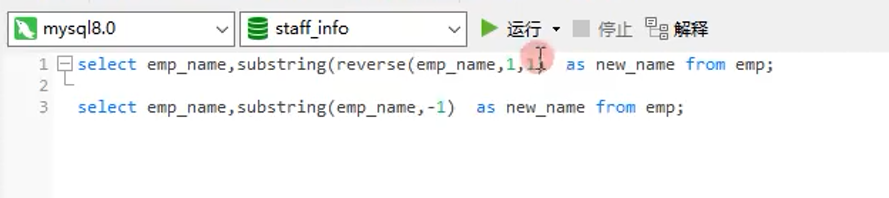 mysql8.0 staff_info 运行 停止 解释
1 select emp_name,substring(reverse(emp_name,1,1) as new_name from emp;
2
3 select emp_name,substring(emp_name,-1) as new_name from emp;